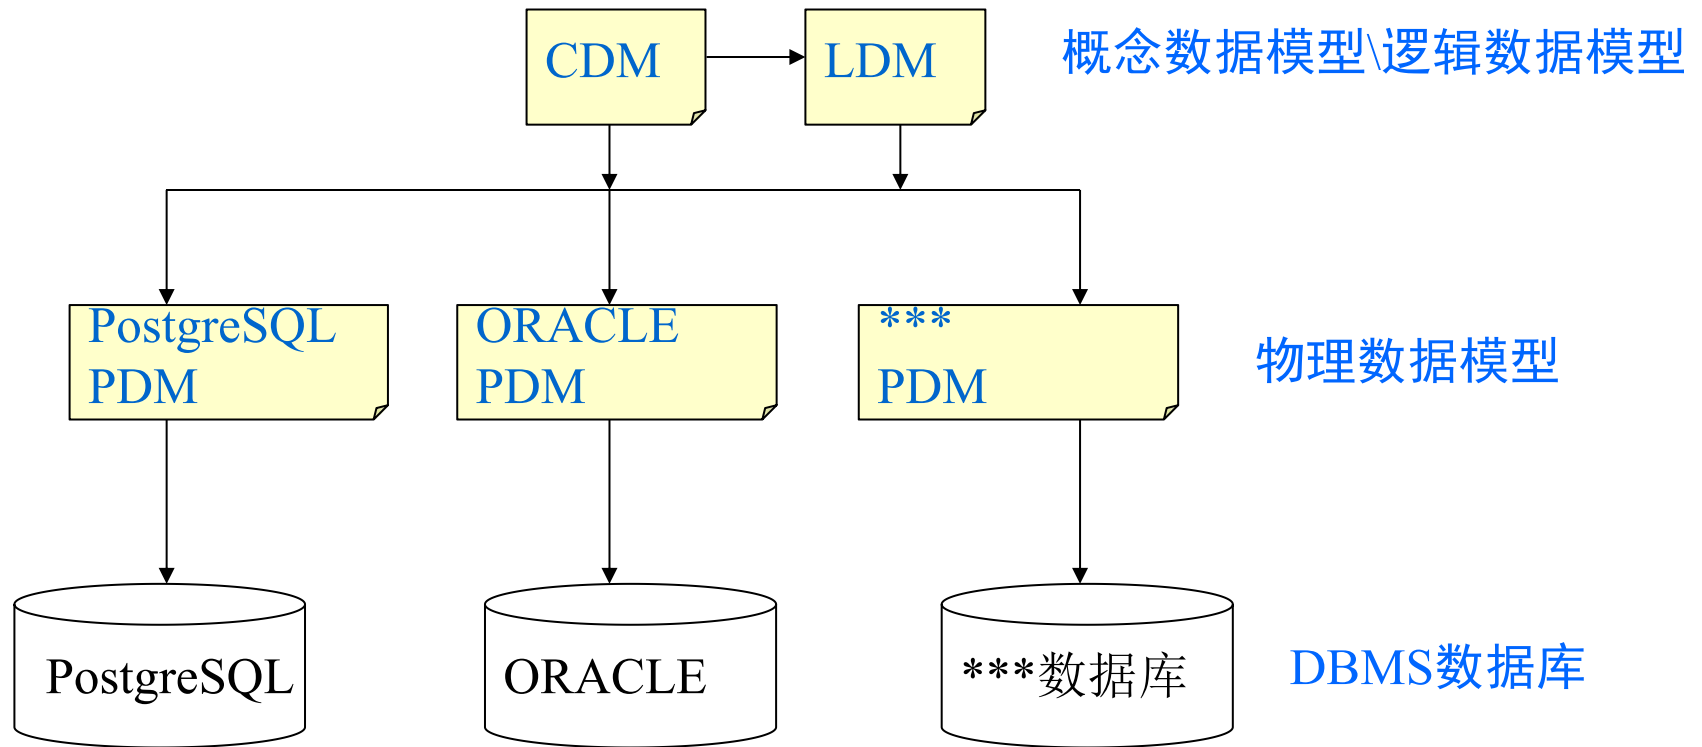 CDM
LDM
概念数据模型\逻辑数据模型
PostgreSQL
PDM
ORACLE
PDM
***
PDM
物理数据模型
PostgreSQL
ORACLE
***数据库
DBMS数据库